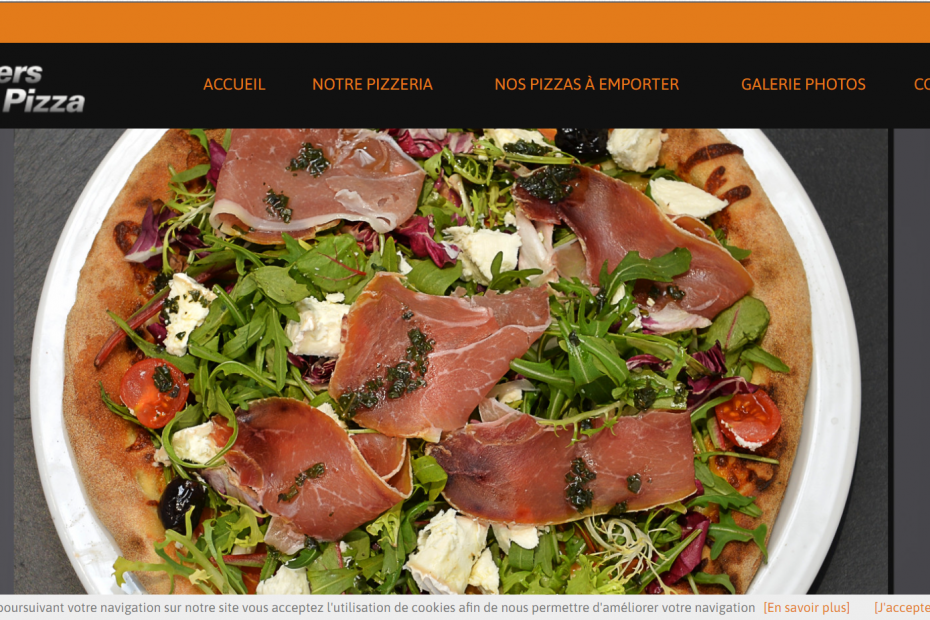 ers
Pizza
ACCUEIL NOTRE PIZZERIA NOS PIZZAS À EMPORTER GALERIE PHOTOS CO
poursuivant votre navigation sur notre site vous acceptez l'utilisation de cookies afin de nous permettre d'améliorer votre navigation [En savoir plus] [J'accepte